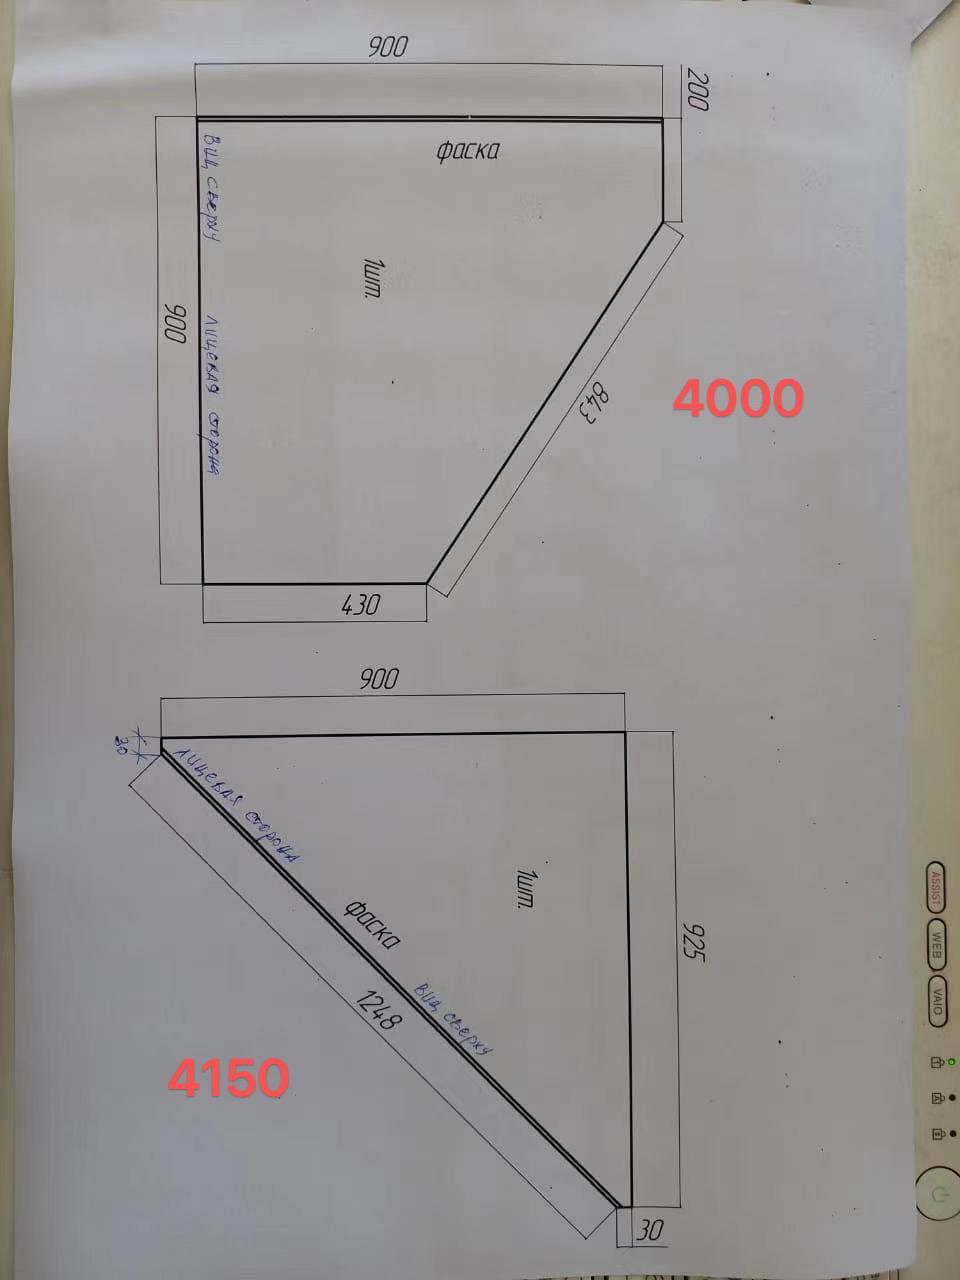 900
200
фаска
вид сверху
1шт.
900
лицевая сторона
843
4000
430
900
30
лицевая сторона
1шт.
фаска
925
вид сверху
1248
4150
30
ASSIST
WEB
VAIO